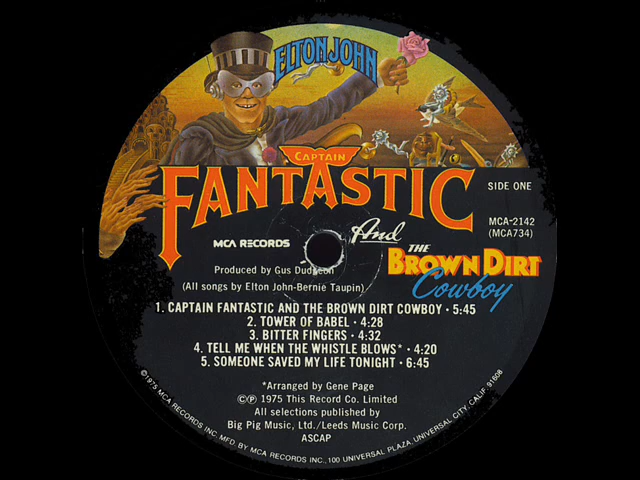 ELTON JOHN
CAPTAIN
FANTASTIC
And
THE
BROWN DIRT
Cowboy
SIDE ONE
MCA-2142
(MCA734)
MCA RECORDS
Produced by Gus Dudgeon
(All songs by Elton John-Bernie Taupin)
1. CAPTAIN FANTASTIC AND THE BROWN DIRT COWBOY • 5:45
2. TOWER OF BABEL • 4:28
3. BITTER FINGERS • 4:32
4. TELL ME WHEN THE WHISTLE BLOWS* • 4:20
5. SOMEONE SAVED MY LIFE TONIGHT • 6:45
*Arranged by Gene Page
©Ⓟ 1975 This Record Co. Limited
All selections published by
Big Pig Music, Ltd./Leeds Music Corp.
ASCAP
©1975 MCA RECORDS INC. MFD. BY MCA RECORDS INC., 100 UNIVERSAL PLAZA, UNIVERSAL CITY, CALIF. 91608